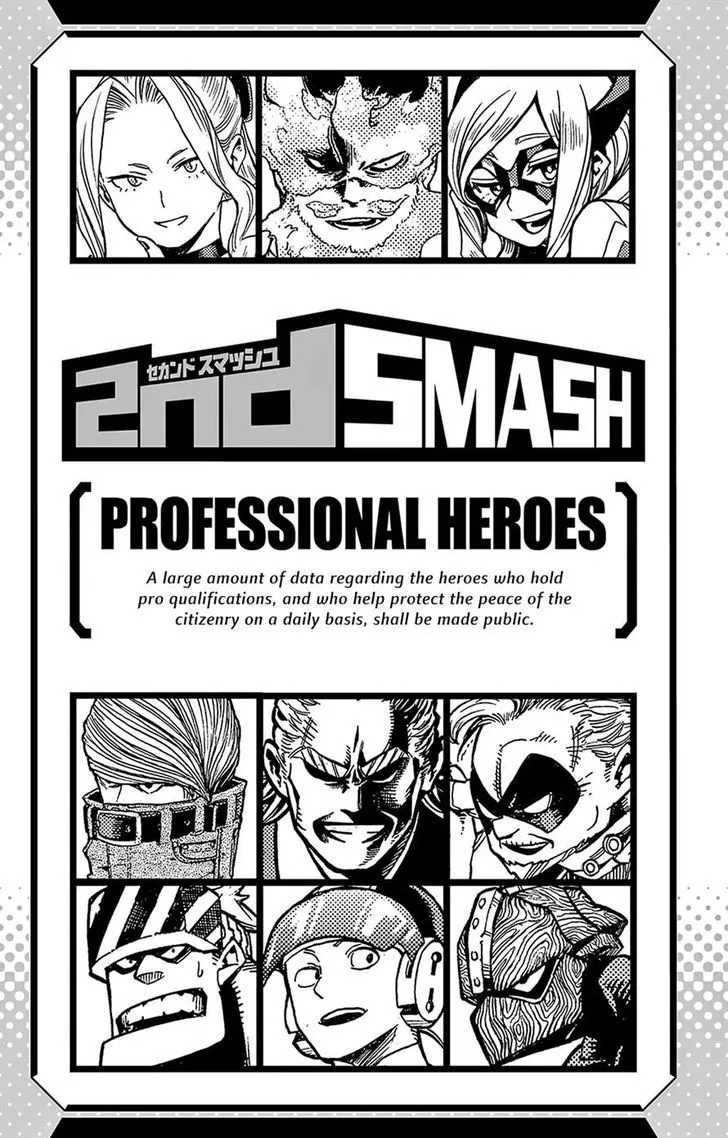 セカンド スマッシュ
2nd SMASH
PROFESSIONAL HEROES
A large amount of data regarding the heroes who hold
pro qualifications, and who help protect the peace of the
citizenry on a daily basis, shall be made public.